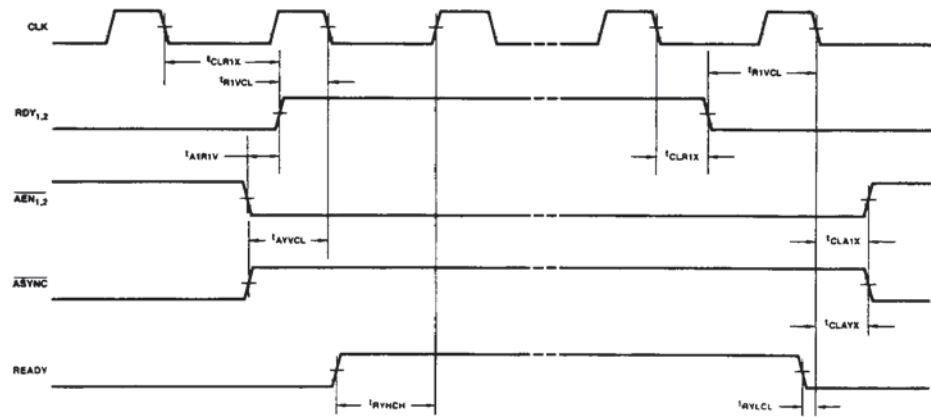 CLK
tCLR1X
tR1VCL
tR1VCL
RDY1,2
tA1R1V
tCLR1X
AEN1,2
tAYVCL
tCLA1X
ASYNC
tCLAYX
READY
tRYHCH
tRYLCL